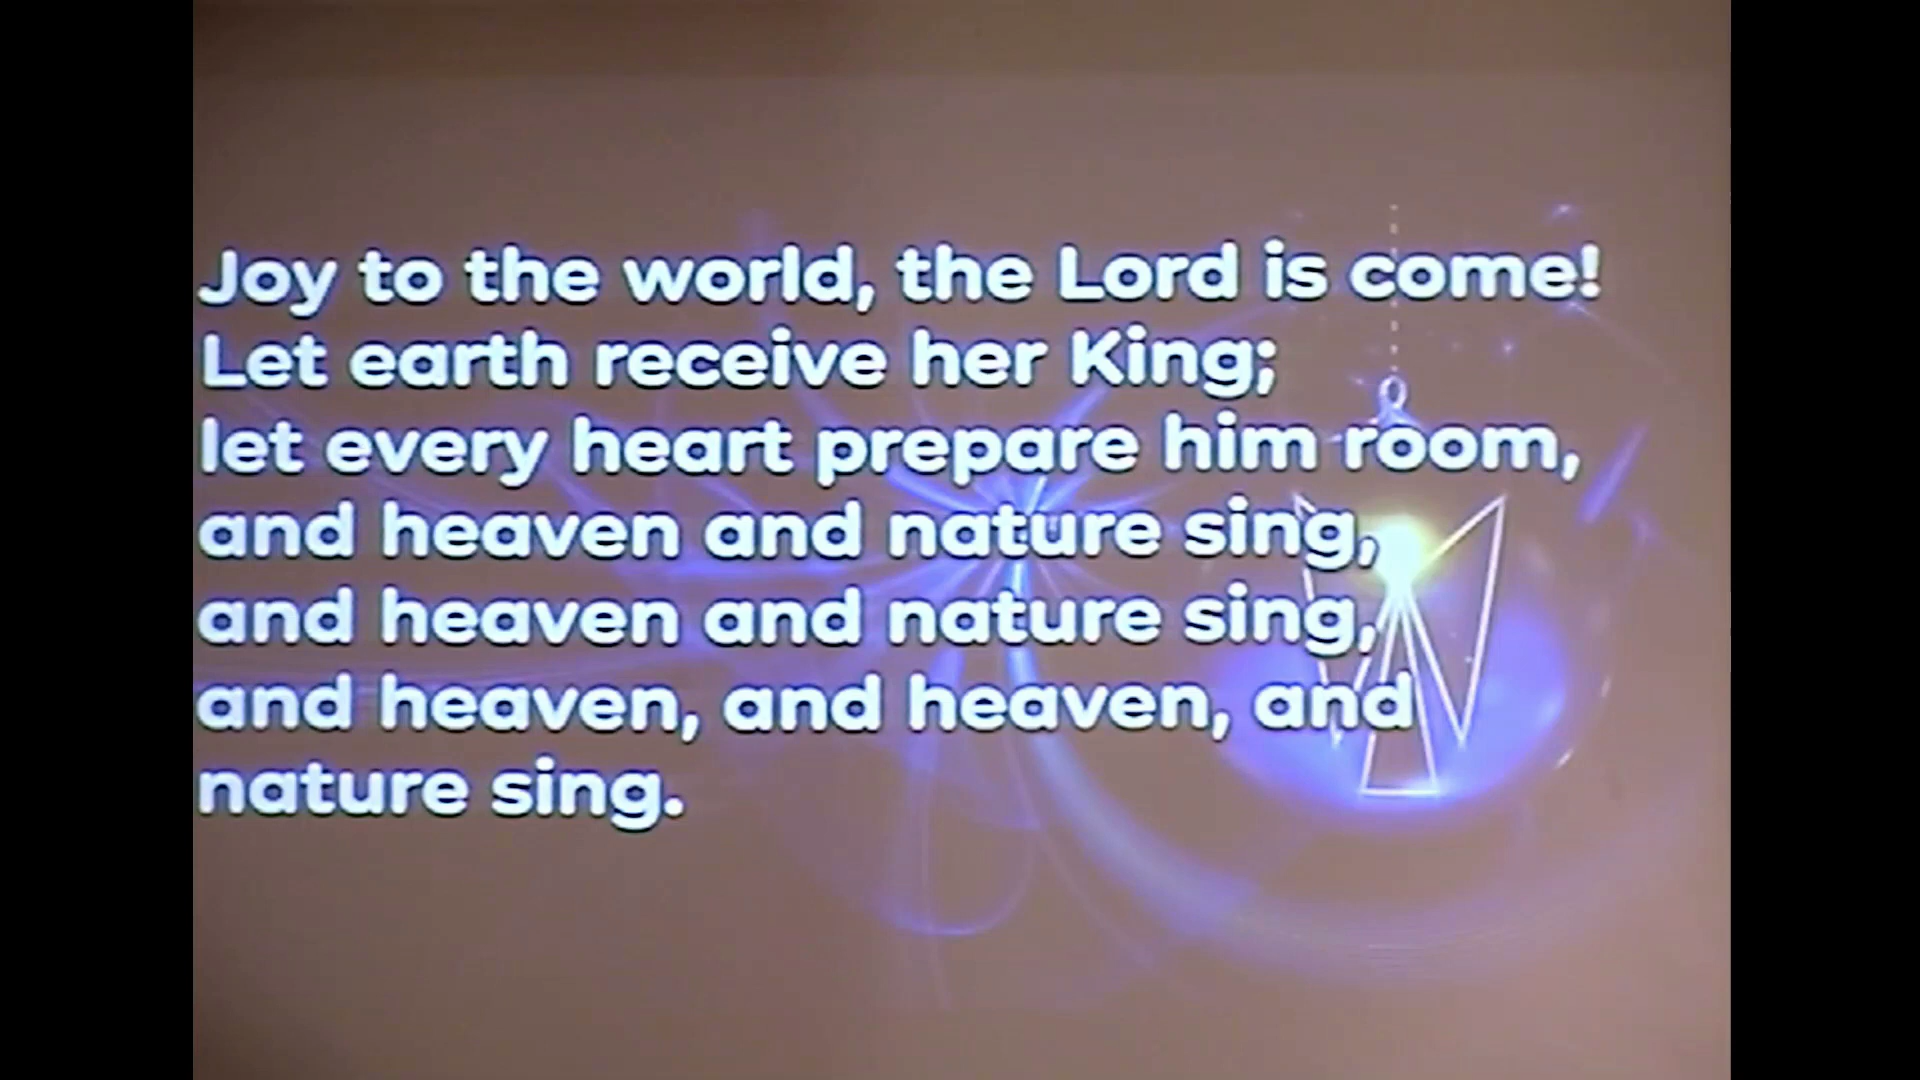 Joy to the world, the Lord is come!
Let earth receive her King;
let every heart prepare him room,
and heaven and nature sing,
and heaven and nature sing,
and heaven, and heaven, and
nature sing.